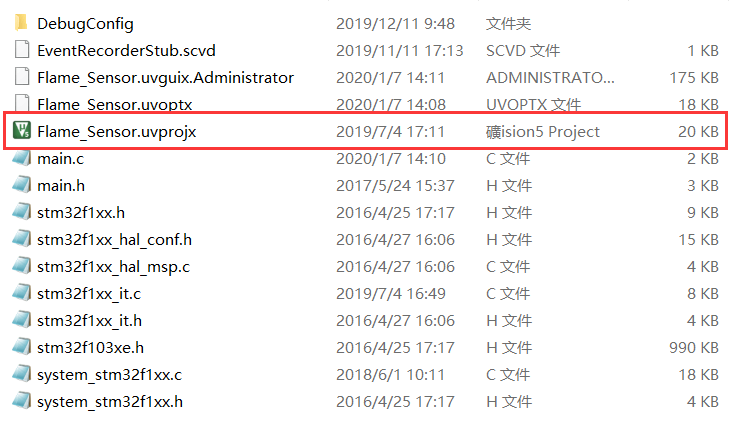 DebugConfig 2019/12/11 9:48 文件夹
EventRecorderStub.scvd 2019/11/11 17:13 SCVD 文件 1 KB
Flame_Sensor.uvguix.Administrator 2020/1/7 14:11 ADMINISTRATO... 175 KB
Flame_Sensor.uvoptx 2020/1/7 14:08 UVOPTX 文件 18 KB
Flame_Sensor.uvprojx 2019/7/4 17:11 礦ision5 Project 20 KB
main.c 2020/1/7 14:10 C 文件 2 KB
main.h 2017/5/24 15:37 H 文件 3 KB
stm32f1xx.h 2016/4/25 17:17 H 文件 9 KB
stm32f1xx_hal_conf.h 2016/4/27 16:06 H 文件 15 KB
stm32f1xx_hal_msp.c 2016/4/27 16:06 C 文件 4 KB
stm32f1xx_it.c 2019/7/4 16:49 C 文件 8 KB
stm32f1xx_it.h 2016/4/27 16:06 H 文件 4 KB
stm32f103xe.h 2016/4/25 17:17 H 文件 990 KB
system_stm32f1xx.c 2018/6/1 10:11 C 文件 18 KB
system_stm32f1xx.h 2016/4/25 17:17 H 文件 4 KB